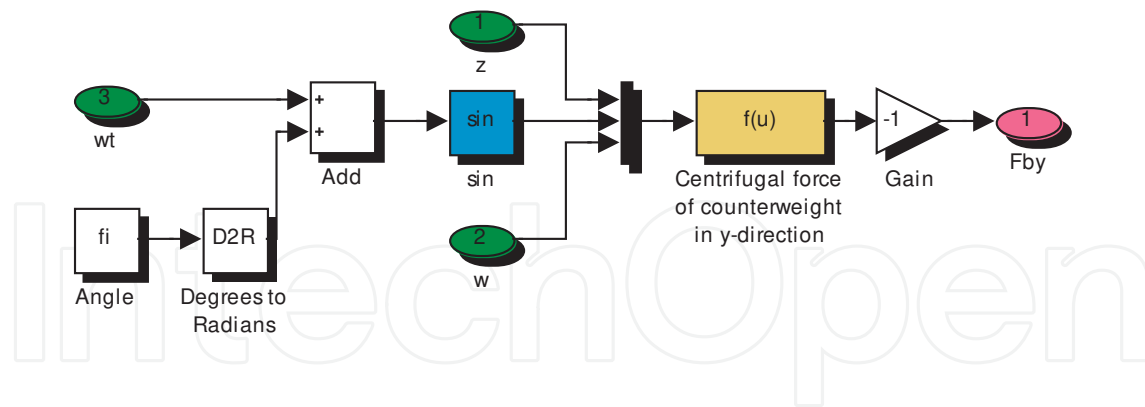 1
z
3
wt
+
+
Add
sin
sin
f(u)
Centrifugal force
of counterweight
in y-direction
-1
Gain
1
Fby
fi
Angle
D2R
Degrees to
Radians
2
w
IntechOpen